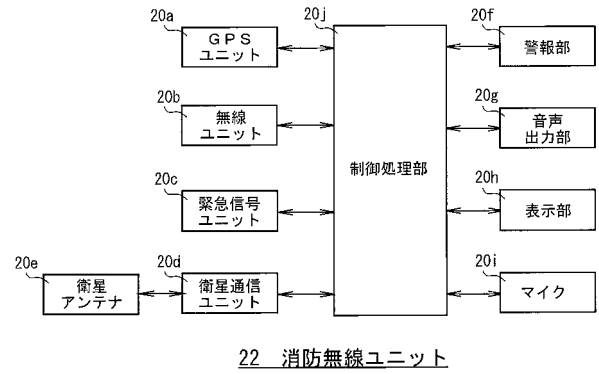 20a
GPS
ユニット
20b
無線
ユニット
20c
緊急信号
ユニット
20e
衛星
アンテナ
20d
衛星通信
ユニット
20j
制御処理部
20f
警報部
20g
音声
出力部
20h
表示部
20i
マイク
22 消防無線ユニット